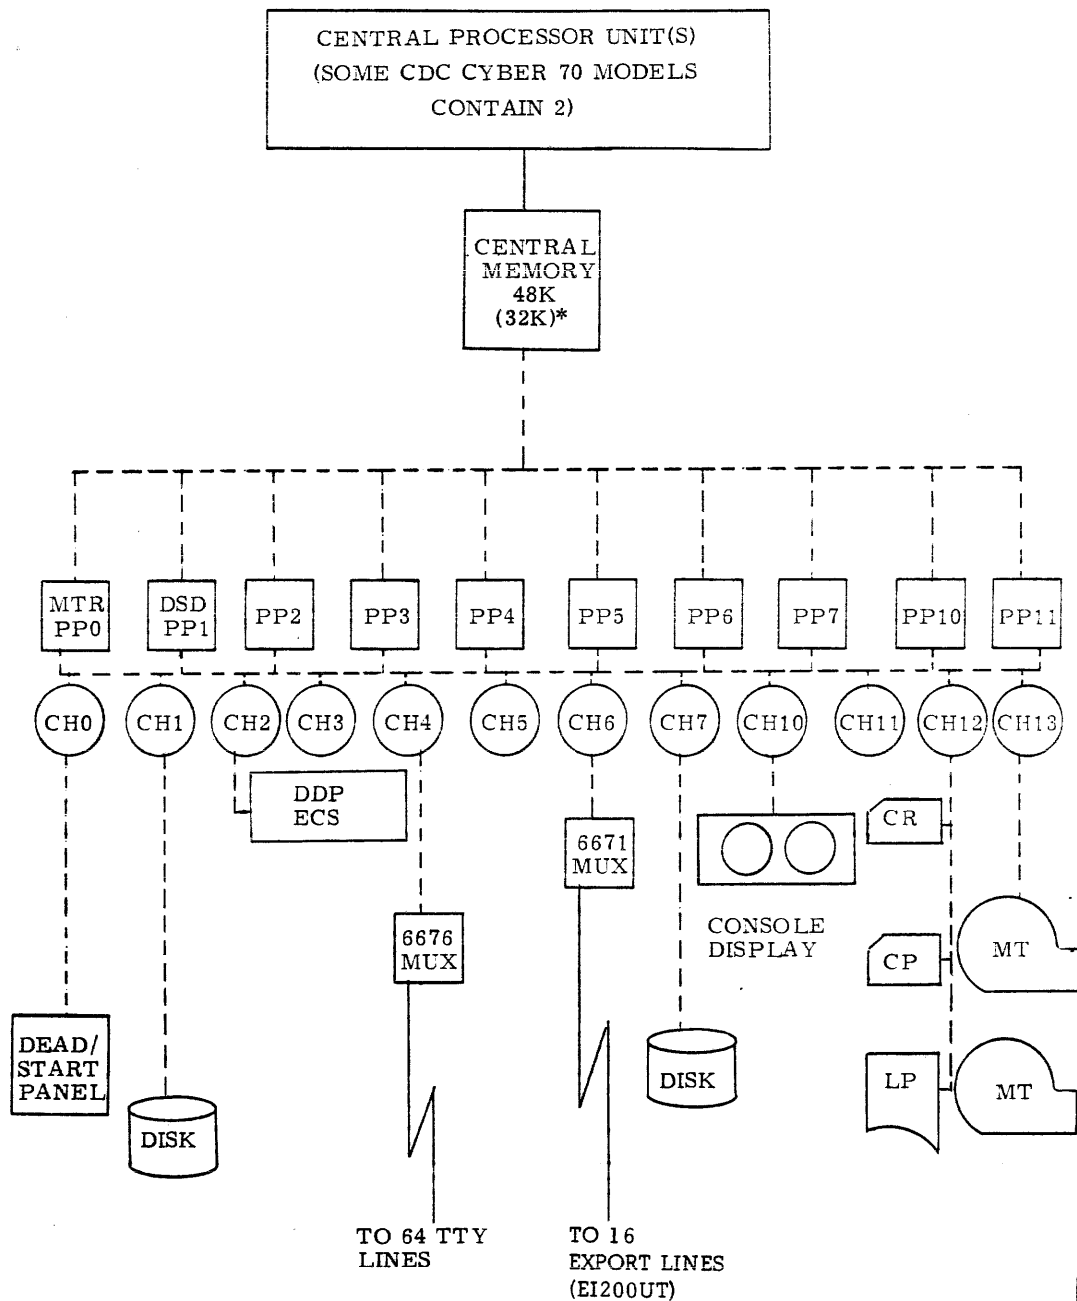 CENTRAL PROCESSOR UNIT(S)
(SOME CDC CYBER 70 MODELS
CONTAIN 2)
CENTRAL
MEMORY
48K
(32K)*
MTR
PP0
DSD
PP1
PP2
PP3
PP4
PP5
PP6
PP7
PP10
PP11
CH0
CH1
CH2
CH3
CH4
CH5
CH6
CH7
CH10
CH11
CH12
CH13
DDP
ECS
6671
MUX
CR
CONSOLE
DISPLAY
6676
MUX
CP
MT
DEAD/
START
PANEL
DISK
DISK
LP
MT
TO 64 TTY
LINES
TO 16
EXPORT LINES
(EI200UT)